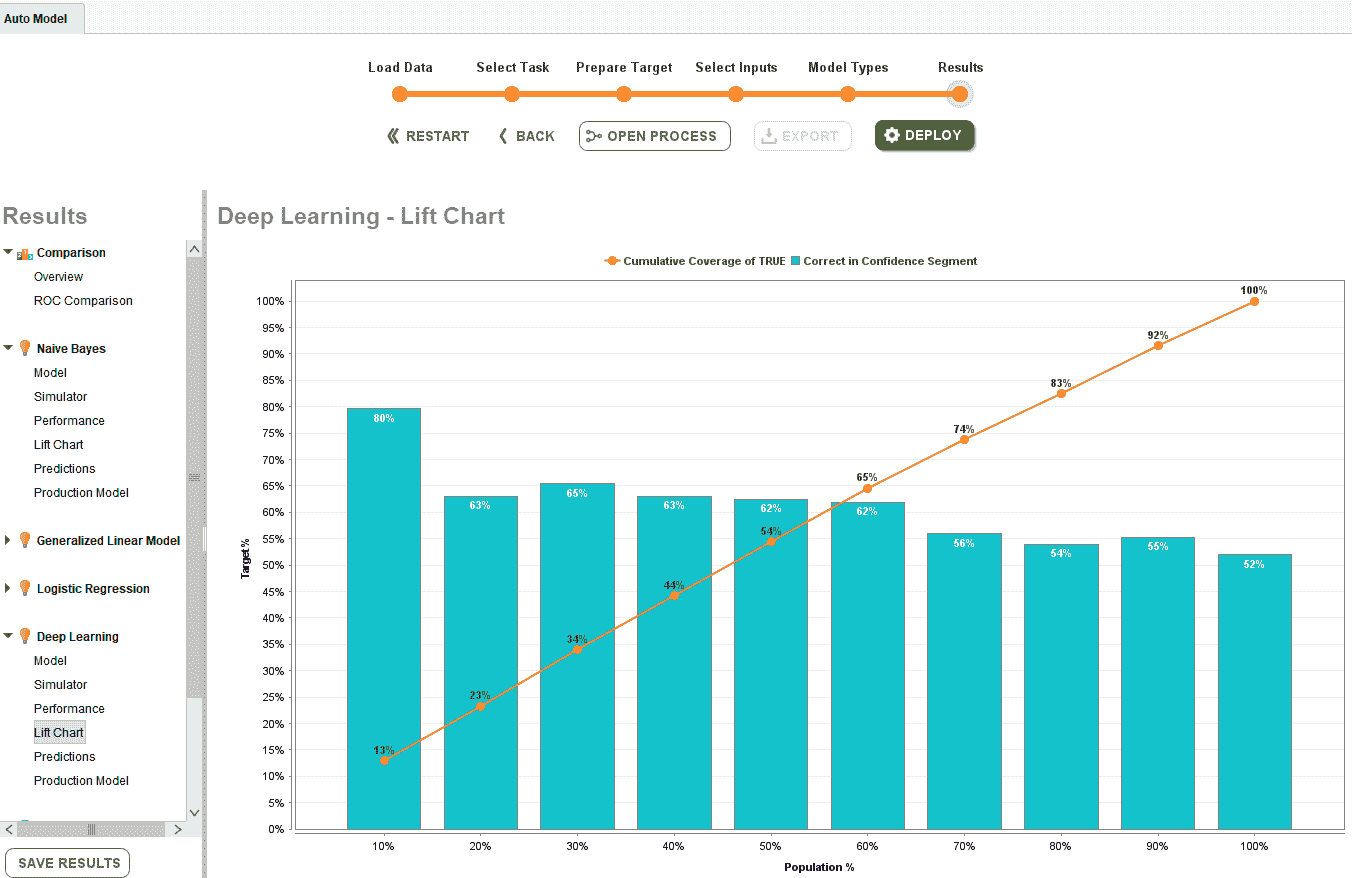 Auto Model
Load Data Select Task Prepare Target Select Inputs Model Types Results
RESTART BACK OPEN PROCESS EXPORT DEPLOY
Results
Comparison
Overview
ROC Comparison
Naive Bayes
Model
Simulator
Performance
Lift Chart
Predictions
Production Model
Generalized Linear Model
Logistic Regression
Deep Learning
Model
Simulator
Performance
Lift Chart
Predictions
Production Model
SAVE RESULTS
Deep Learning - Lift Chart
Cumulative Coverage of TRUE Correct in Confidence Segment
Target %
100%
95%
90%
85%
80%
75%
70%
65%
60%
55%
50%
45%
40%
35%
30%
25%
20%
15%
10%
5%
0%
80% 63% 65% 63% 62% 62% 56% 54% 55% 52%
13% 23% 34% 44% 54% 65% 74% 83% 92% 100%
10% 20% 30% 40% 50% 60% 70% 80% 90% 100%
Population %